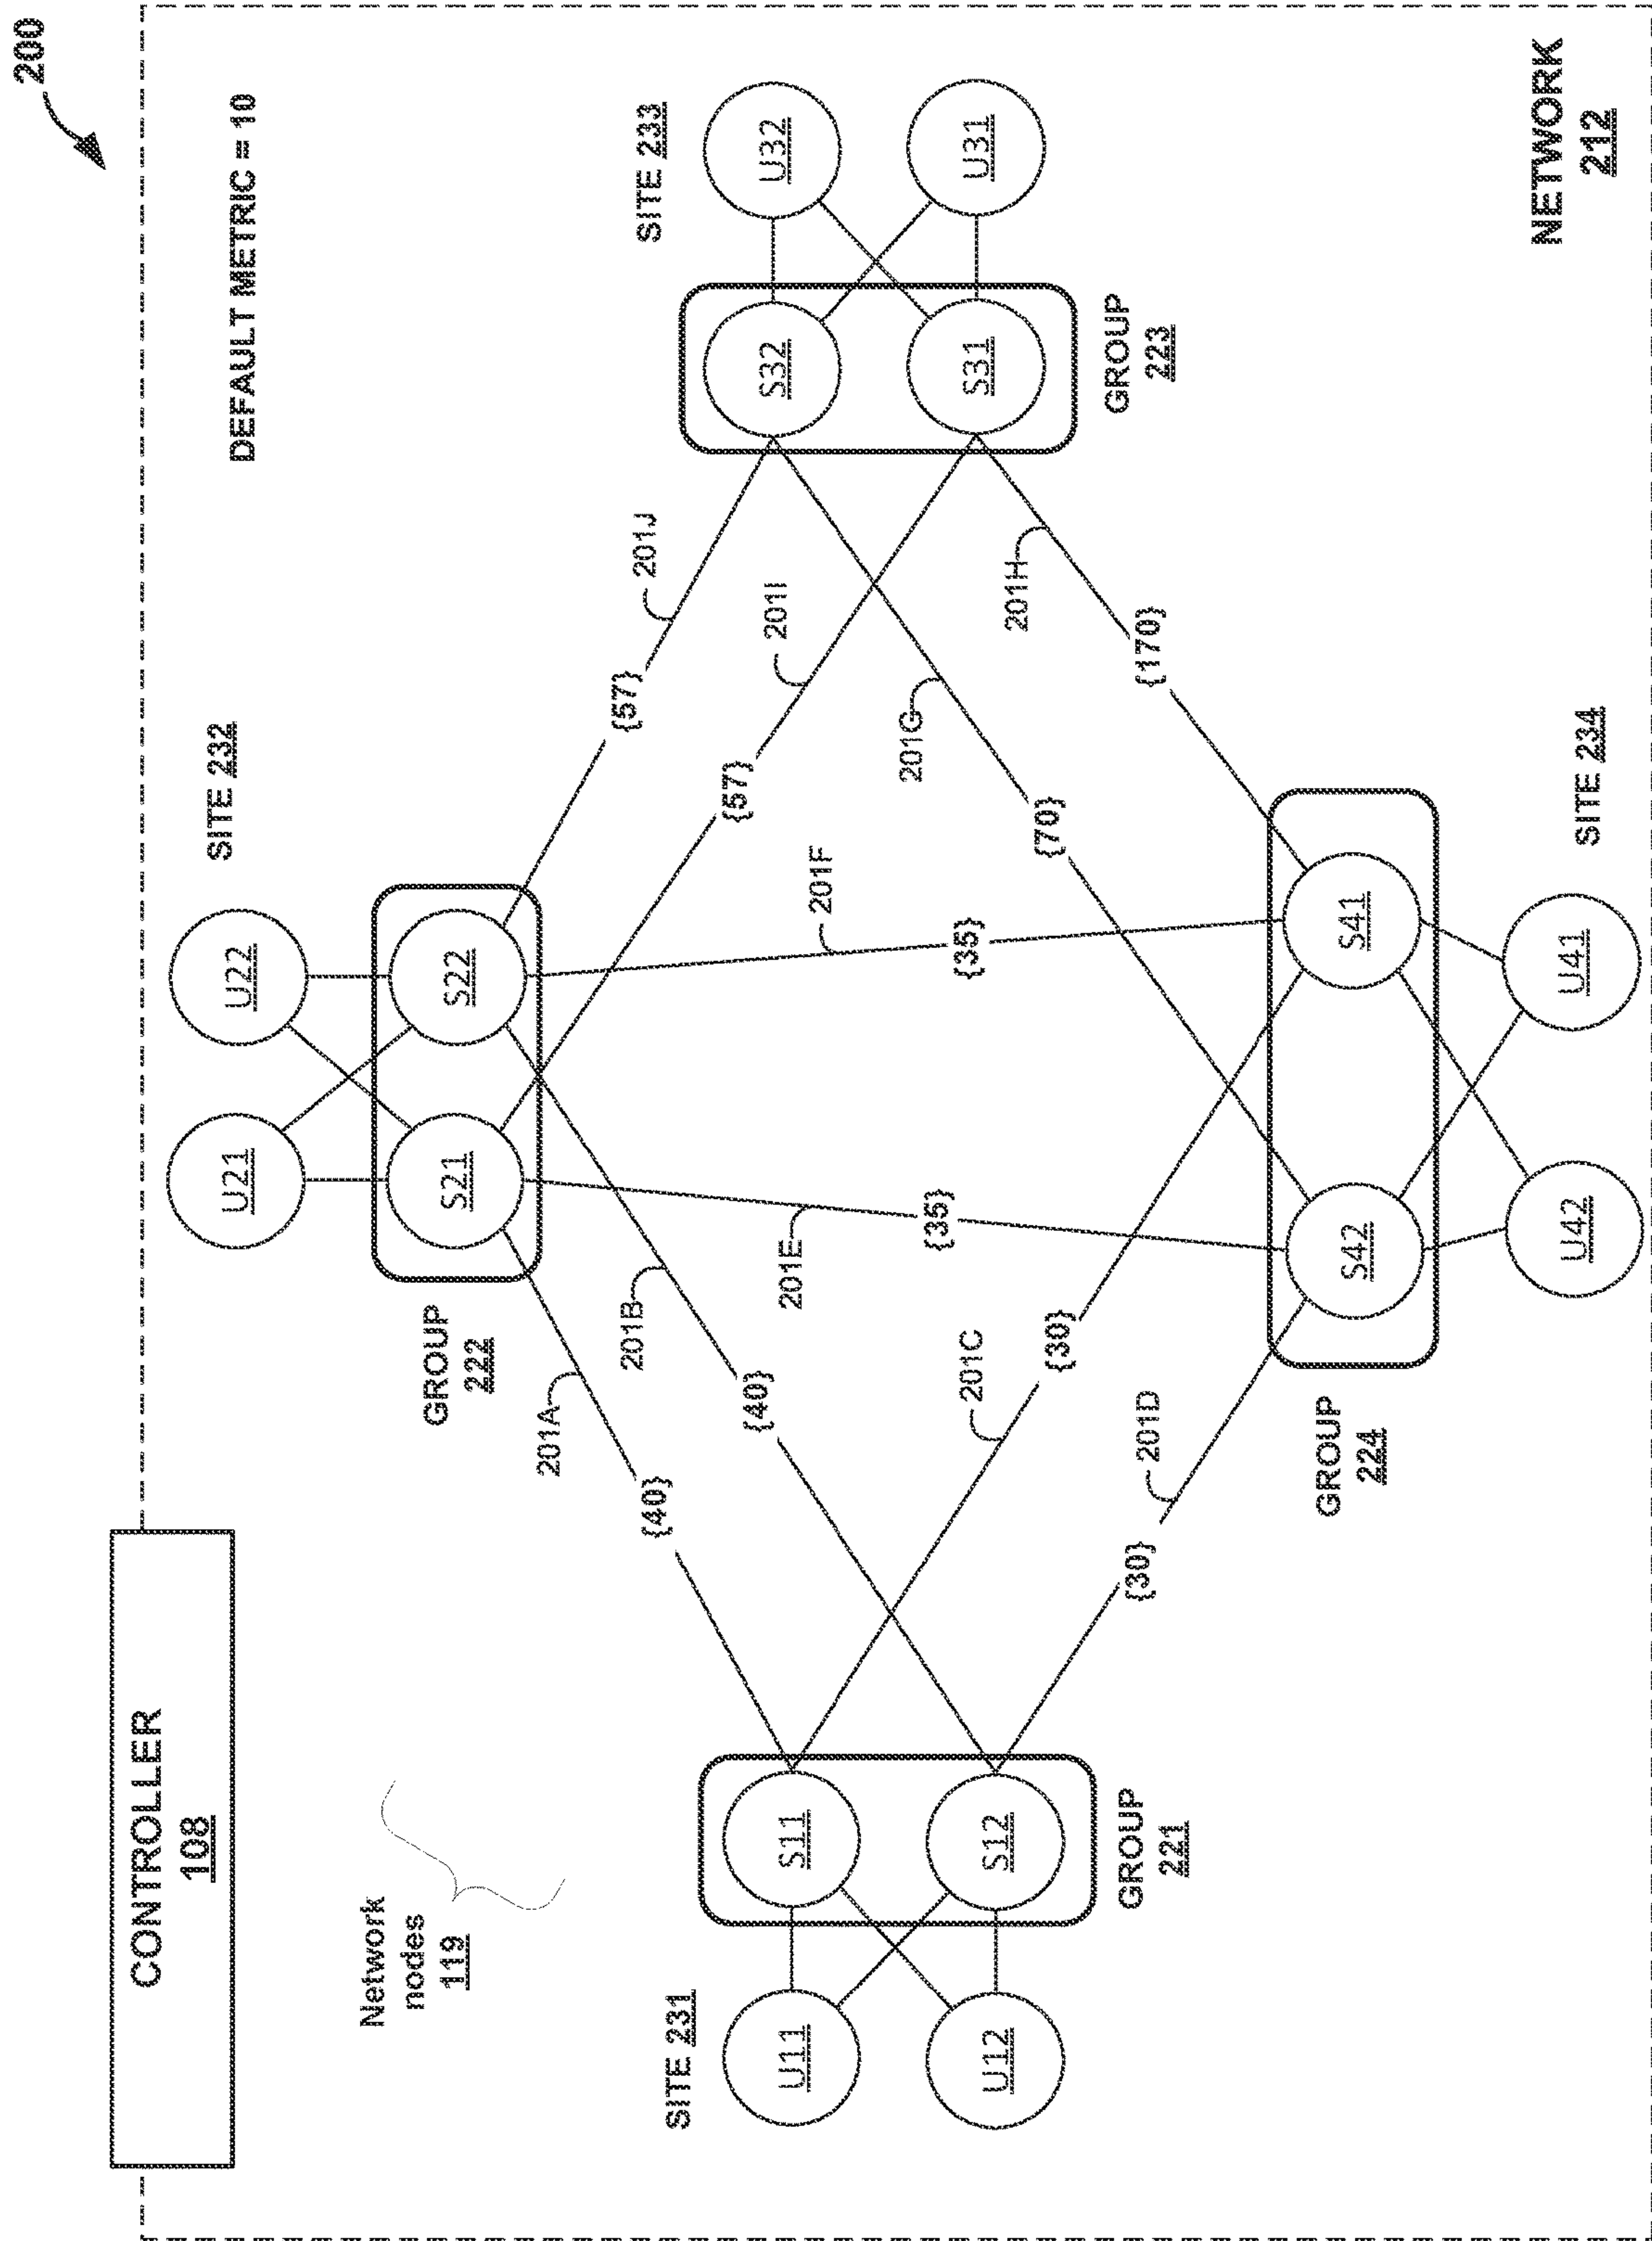 200
CONTROLLER
108
DEFAULT METRIC = 10
Network
nodes
119
SITE 232
U21
U22
S21
S22
GROUP
222
201A
{40}
201B
{40}
201J
{57}
201I
{57}
SITE 231
U11
U12
S11
S12
GROUP
221
SITE 233
S32
U32
S31
U31
GROUP
223
201E
{35}
201F
{35}
201G
{70}
201H
{170}
201C
{30}
201D
{30}
GROUP
224
S42
S41
U42
U41
SITE 234
NETWORK
212